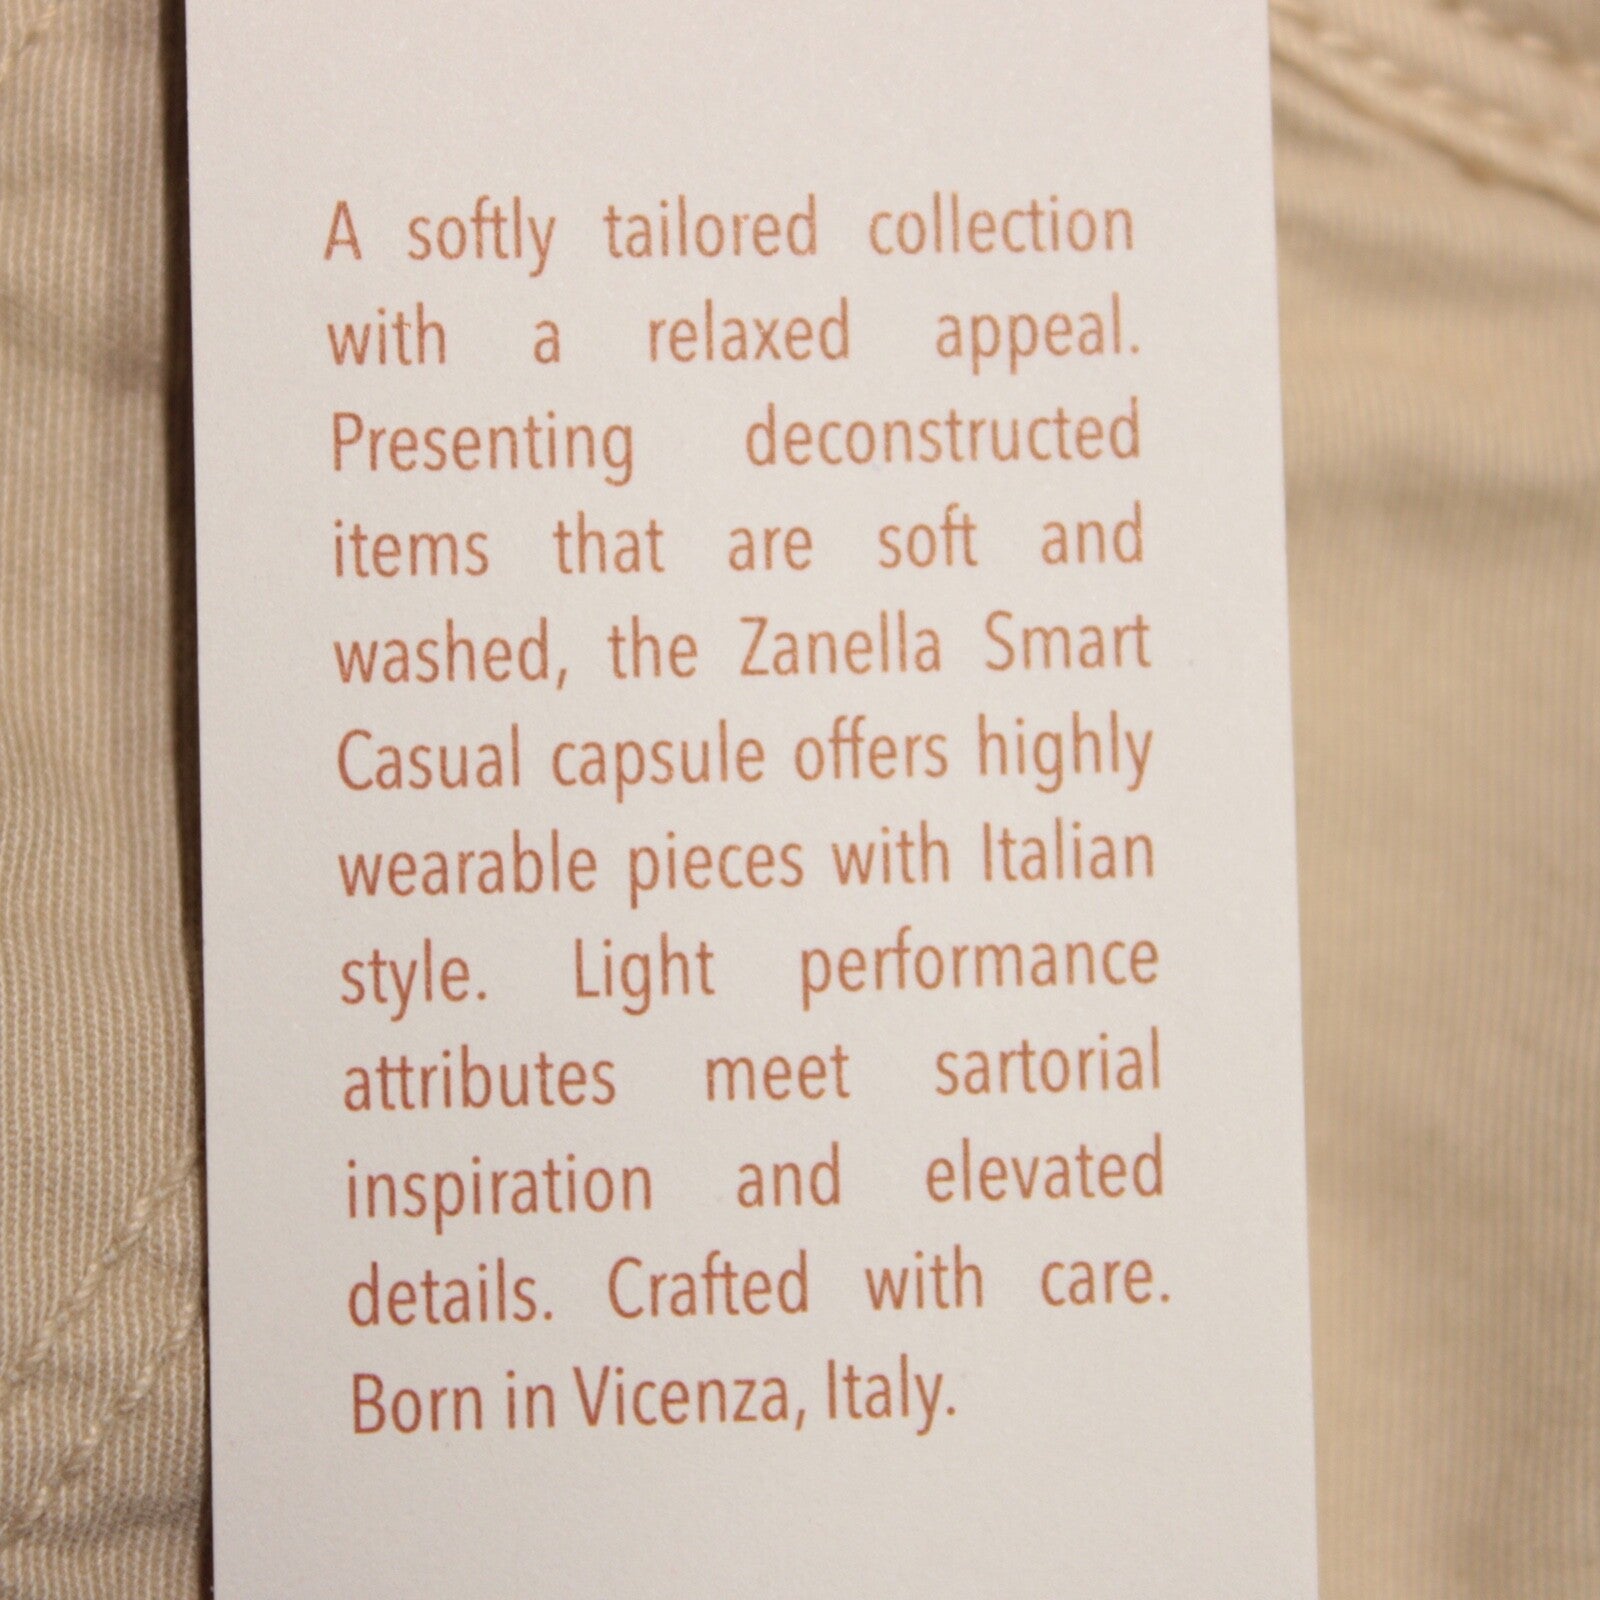 A softly tailored collection
with a relaxed appeal.
Presenting deconstructed
items that are soft and
washed, the Zanella Smart
Casual capsule offers highly
wearable pieces with Italian
style. Light performance
attributes meet sartorial
inspiration and elevated
details. Crafted with care.
Born in Vicenza, Italy.